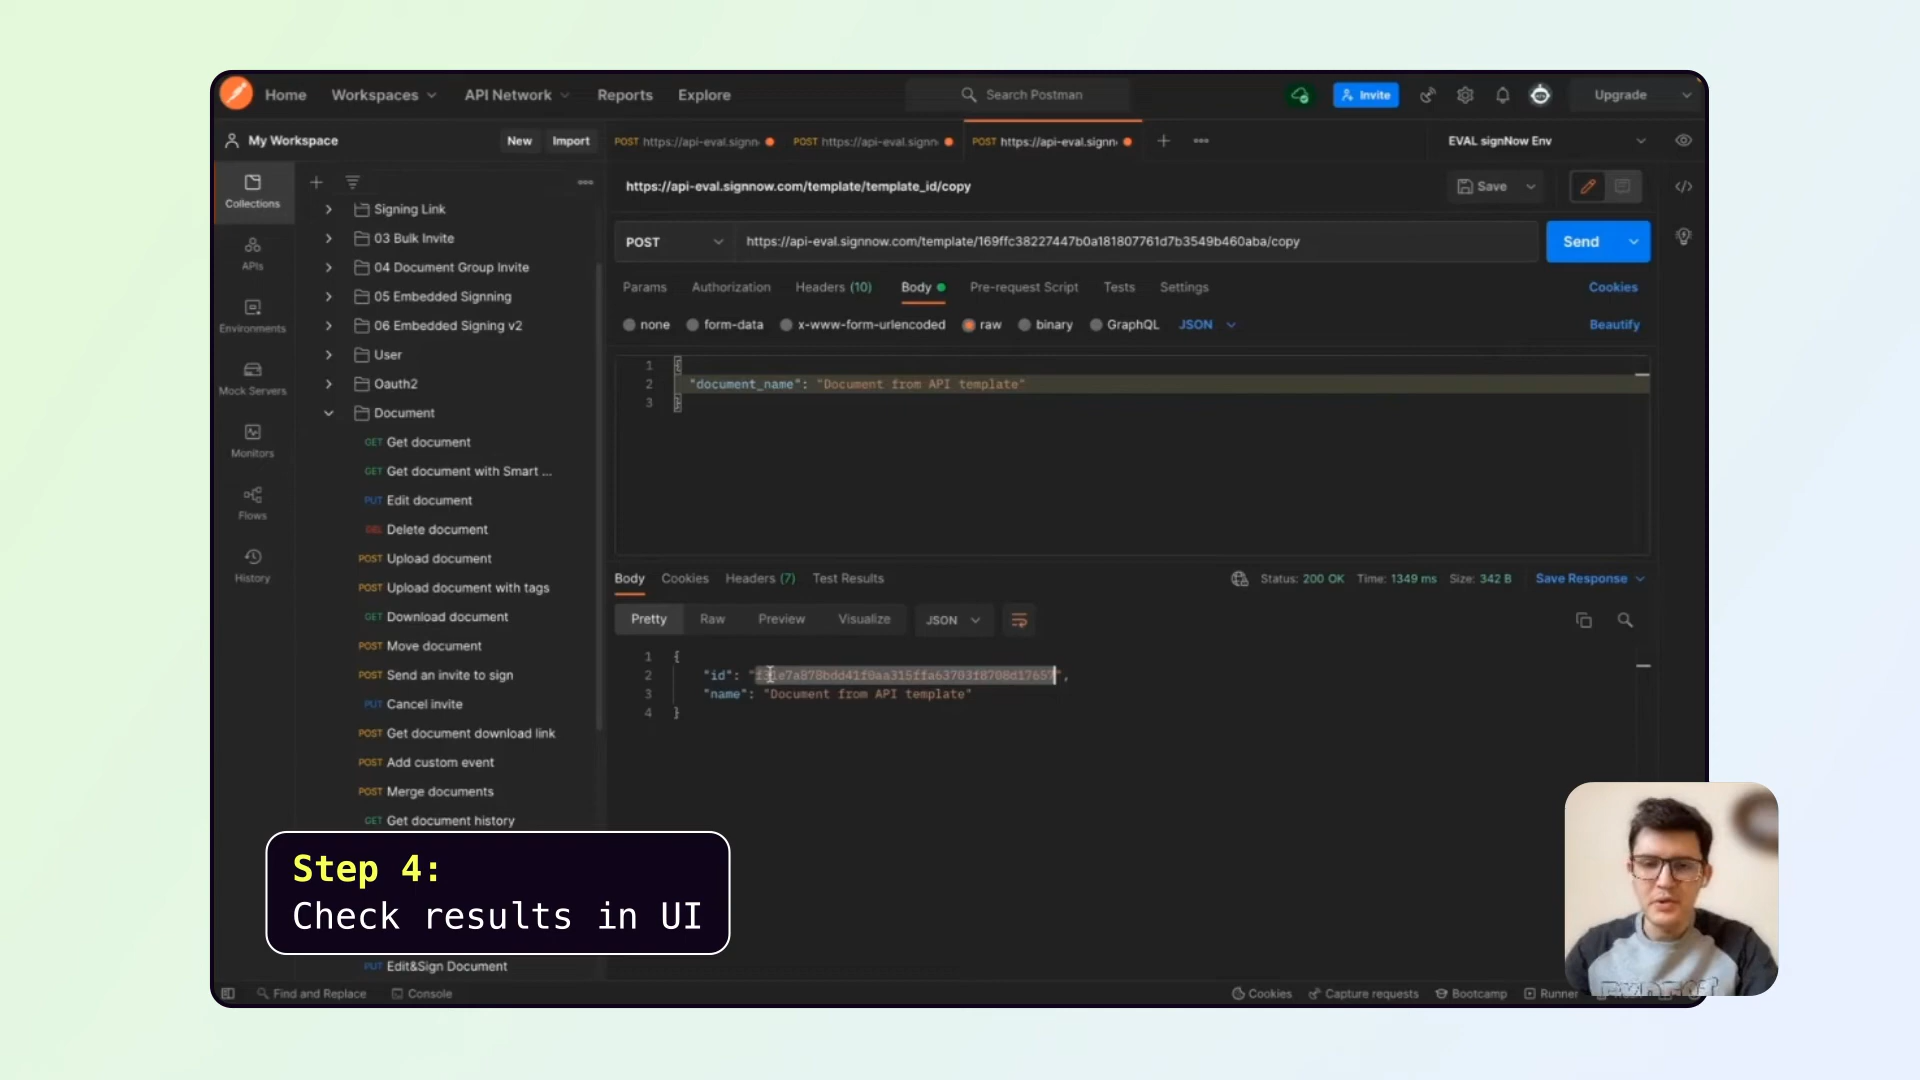 Home Workspaces API Network Reports Explore Search Postman Invite Upgrade
My Workspace New Import
POST https://api-eval.signn POST https://api-eval.signn POST https://api-eval.signn EVAL signNow Env
Collections
APIs
Environments
Mock Servers
Monitors
Flows
History
Signing Link
03 Bulk Invite
04 Document Group Invite
05 Embedded Signning
06 Embedded Signing v2
User
Oauth2
Document
GET Get document
GET Get document with Smart ...
PUT Edit document
DEL Delete document
POST Upload document
POST Upload document with tags
GET Download document
POST Move document
POST Send an invite to sign
PUT Cancel invite
POST Get document download link
POST Add custom event
POST Merge documents
GET Get document history
PUT Edit&Sign Document
https://api-eval.signnow.com/template/template_id/copy Save
POST https://api-eval.signnow.com/template/169ffc38227447b0a181807761d7b3549b460aba/copy Send
Params Authorization Headers (10) Body Pre-request Script Tests Settings Cookies
none form-data x-www-form-urlencoded raw binary GraphQL JSON Beautify
1 {
2 "document_name": "Document from API template"
3 }
Body Cookies Headers (7) Test Results Status: 200 OK Time: 1349 ms Size: 342 B Save Response
Pretty Raw Preview Visualize JSON
1 {
2 "id":
3 "name": "Document from API template"
4 }
Step 4:
Check results in UI
Find and Replace Console Cookies Capture requests Bootcamp Runner